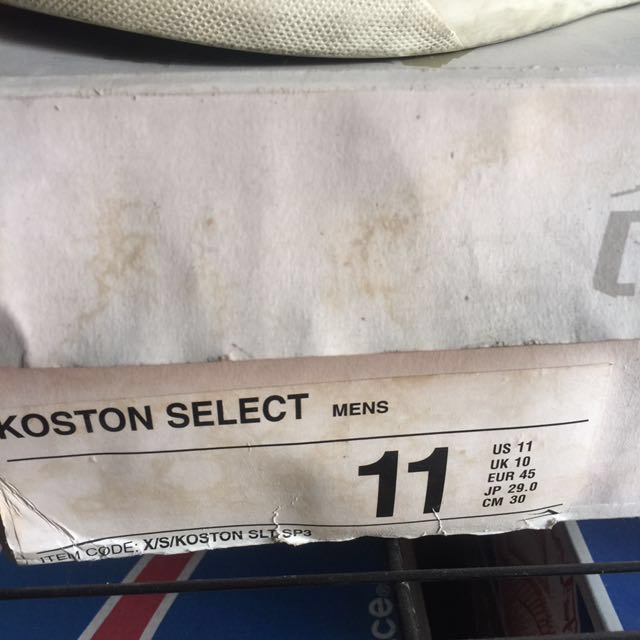 KOSTON SELECT MENS
11
US 11
UK 10
EUR 45
JP 29.0
CM 30
ITEM CODE: X/S/KOSTON SLT SP3
ce